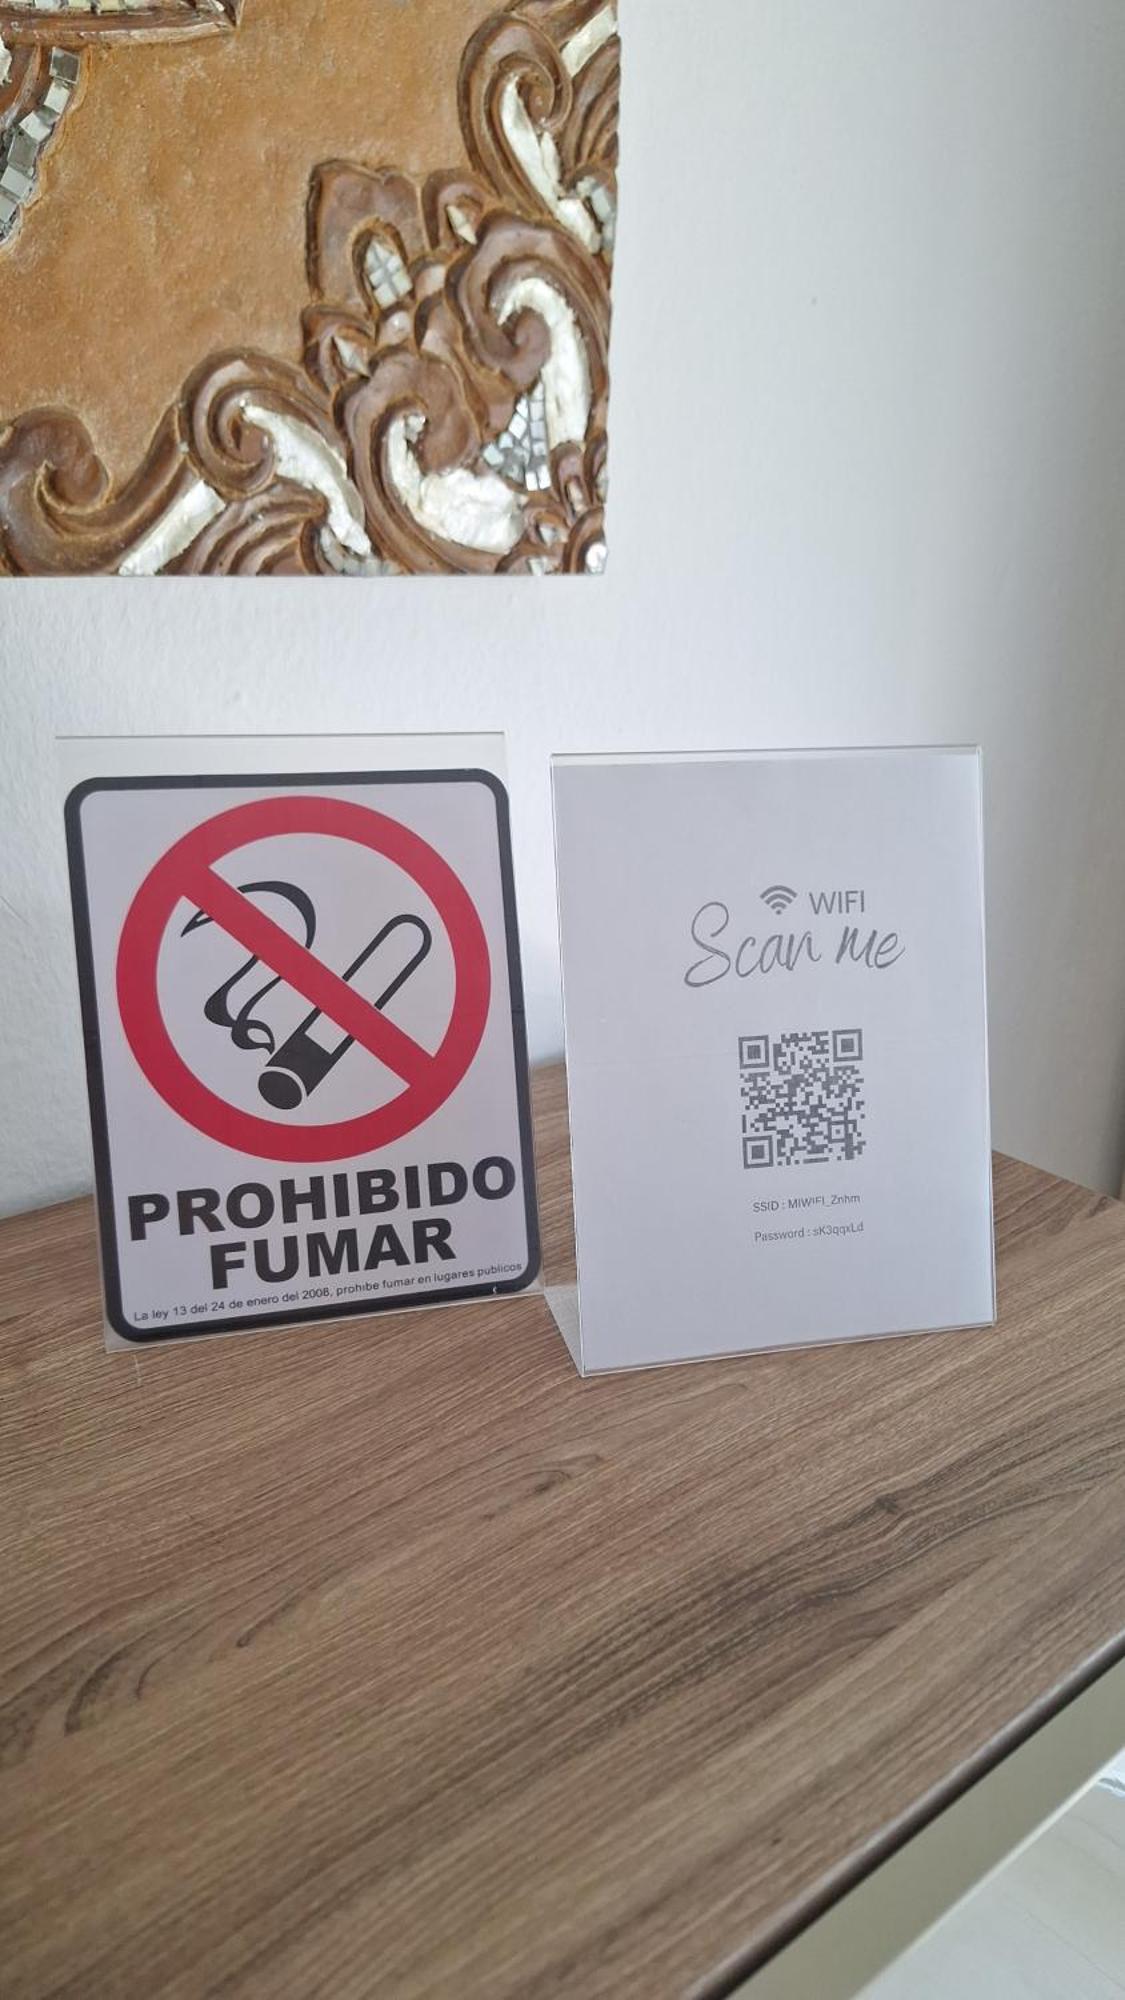 PROHIBIDO
FUMAR
La ley 13 del 24 de enero del 2008, prohibe fumar en lugares publicos
WIFI
Scan me
SSID : MIWIFI_Znhm
Password : sK3qqxLd